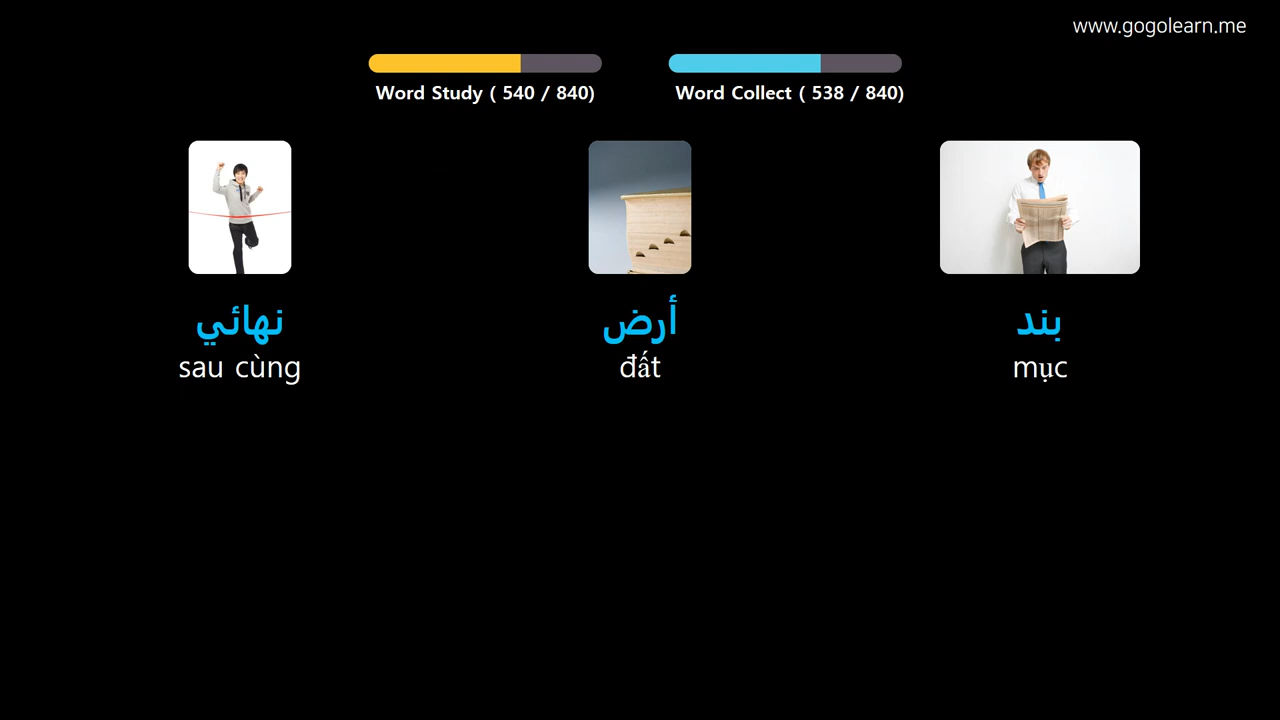 www.gogolearn.me
Word Study ( 540 / 840)
Word Collect ( 538 / 840)
نهائي
sau cùng
أرض
đất
بند
mục